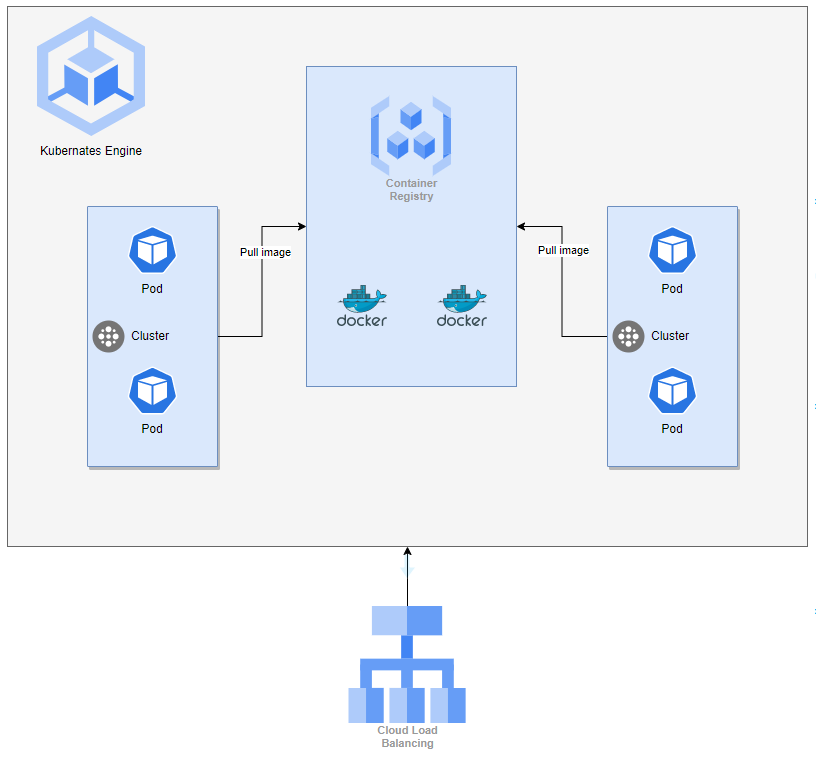 Kubernates Engine
Container
Registry
Pod
Pull image
Pull image
Pod
docker
docker
Cluster
Cluster
Pod
Pod
Cloud Load
Balancing